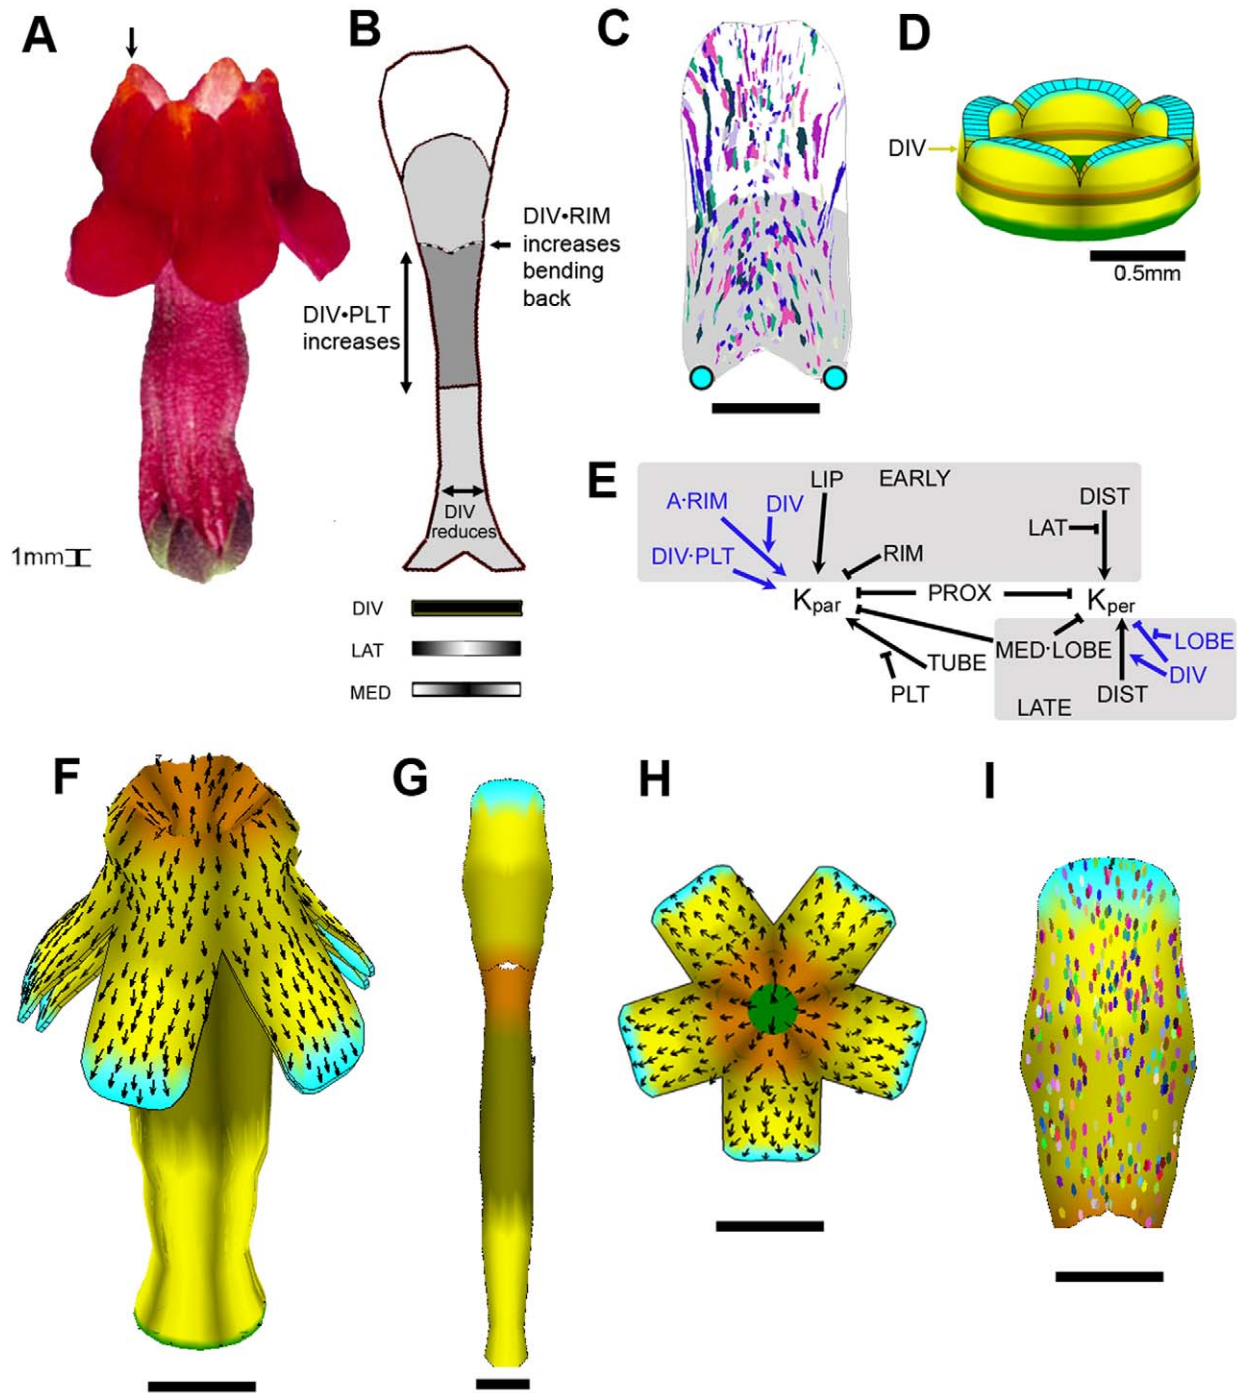 A
B
C
D
1mm
DIV•RIM
increases
bending
back
DIV•PLT
increases
DIV
reduces
DIV
LAT
MED
DIV
0.5mm
E
A·RIM
DIV
LIP
EARLY
DIST
LAT
DIV·PLT
RIM
Kpar
PROX
Kper
MED·LOBE
LOBE
TUBE
DIV
PLT
DIST
LATE
F
G
H
I